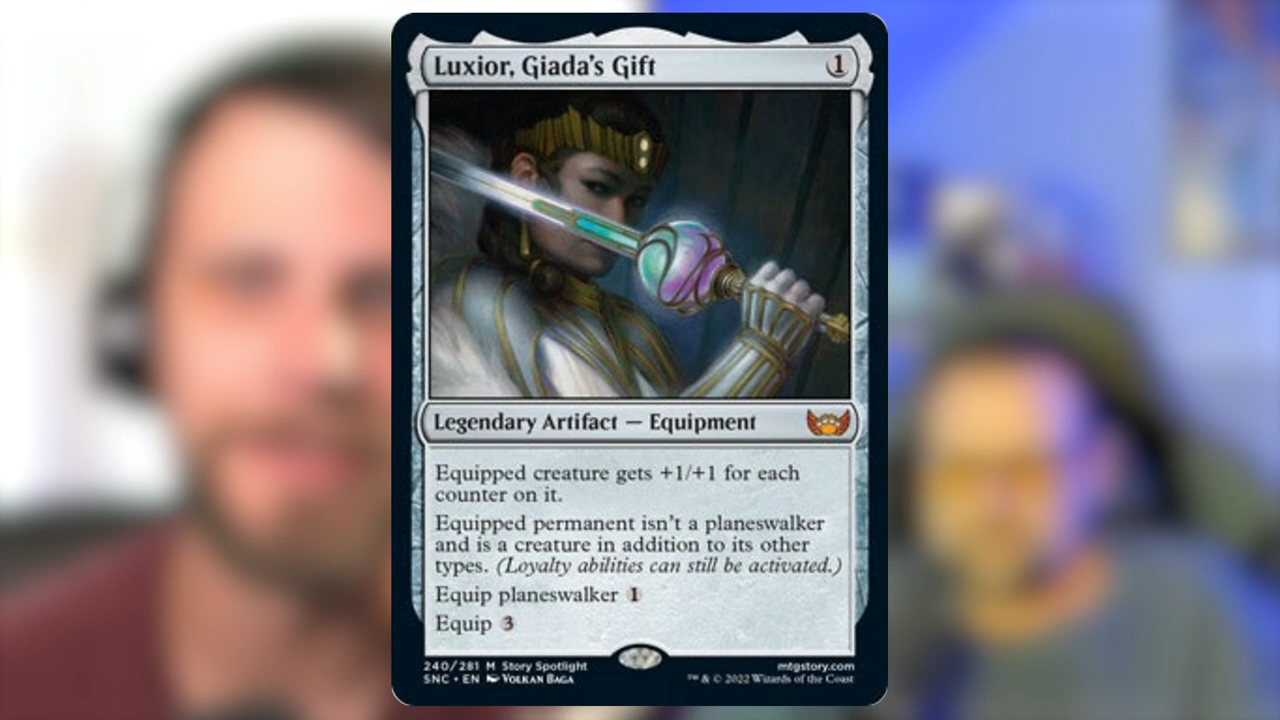 Luxior, Giada's Gift 1
Legendary Artifact — Equipment
Equipped creature gets +1/+1 for each
counter on it.
Equipped permanent isn't a planeswalker
and is a creature in addition to its other
types. (Loyalty abilities can still be activated.)
Equip planeswalker 1
Equip 3
240/281 M Story Spotlight
mtgstory.com
SNC • EN VOLKAN BAGA
™ & © 2022 Wizards of the Coast